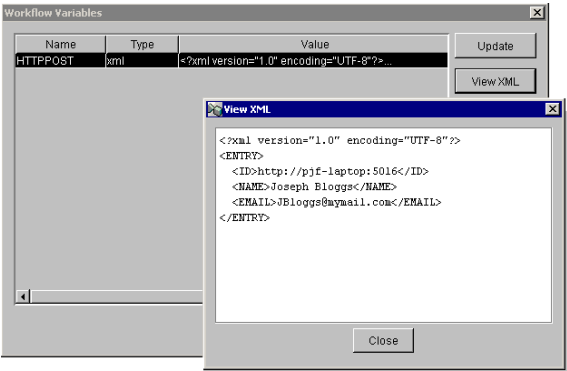 Workflow Variables
Name Type Value
HTTPPOST xml <?xml version="1.0" encoding="UTF-8"?>...
Update
View XML
View XML
<?xml version="1.0" encoding="UTF-8"?>
<ENTRY>
<ID>http://pjf-laptop:5016</ID>
<NAME>Joseph Bloggs</NAME>
<EMAIL>JBloggs@mymail.com</EMAIL>
</ENTRY>
Close